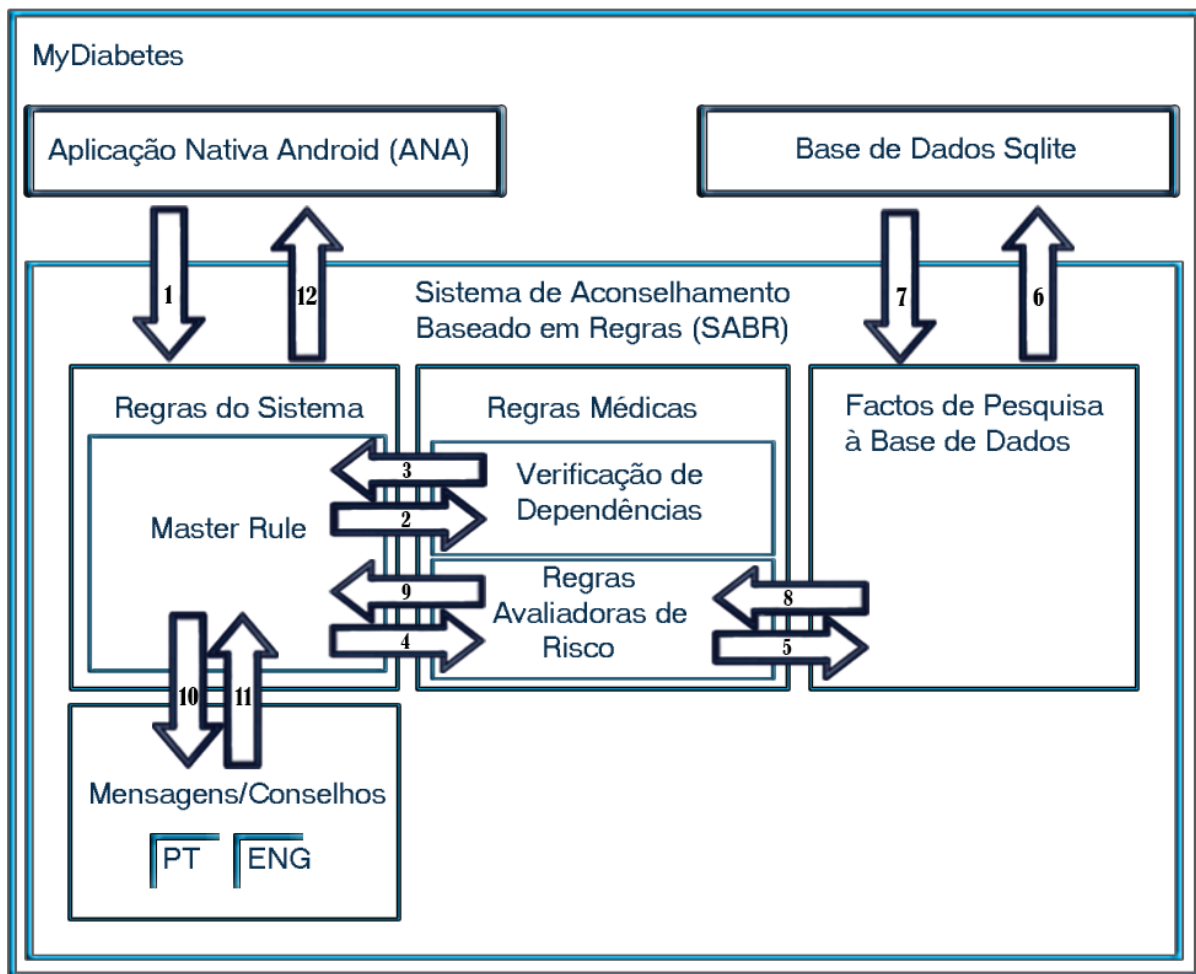 MyDiabetes
Aplicação Nativa Android (ANA)
Base de Dados Sqlite
1
12
7
6
Sistema de Aconselhamento
Baseado em Regras (SABR)
Regras do Sistema
Regras Médicas
Factos de Pesquisa
à Base de Dados
Master Rule
3
2
Verificação de
Dependências
9
4
Regras
Avaliadoras de
Risco
8
5
10
11
Mensagens/Conselhos
PT
ENG